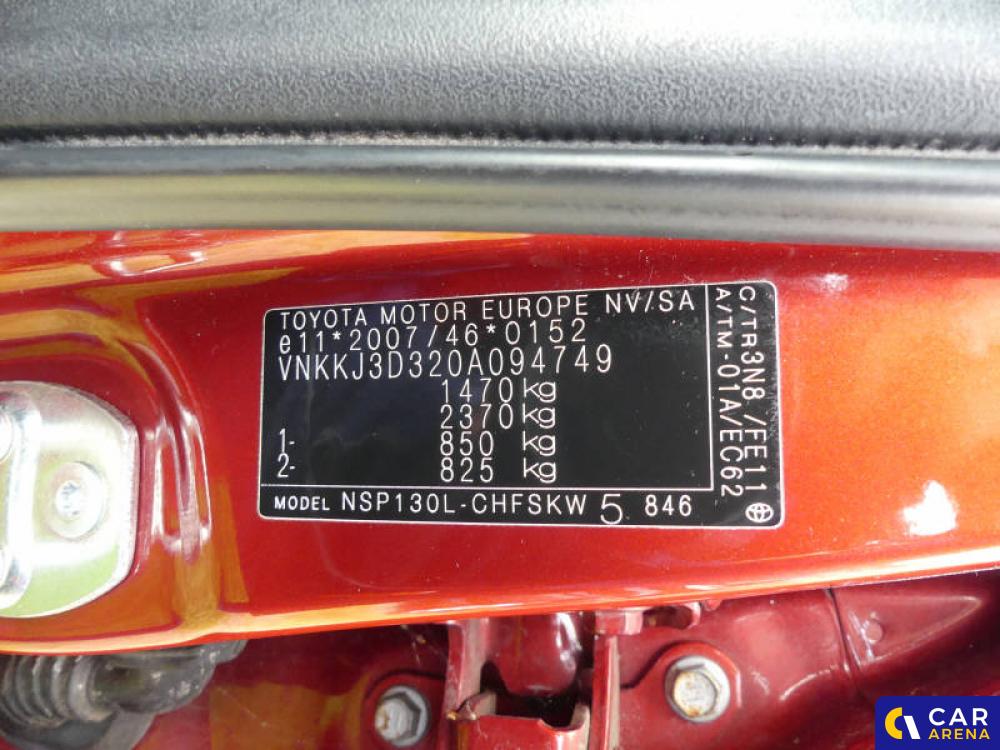 TOYOTA MOTOR EUROPE NV/SA
e11*2007/46*0152
VNKKJ3D320A094749
1470kg
2370kg
1- 850 kg
2- 825 kg
MODEL NSP130L-CHFSKW 5 846
C/TR3N8 /FE11
A/TM-01A/EC62
CAR
ARENA